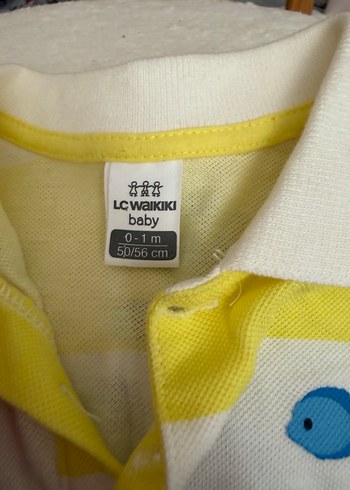 LC WAIKIKI
baby
0 - 1 m
50/56 cm